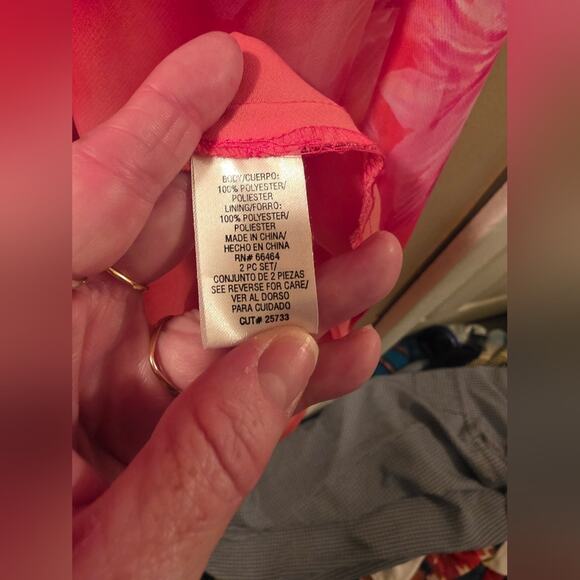 BODY/CUERPO:
100% POLYESTER/
POLIESTER
LINING/FORRO:
100% POLYESTER/
POLIESTER
MADE IN CHINA/
HECHO EN CHINA
RN# 66464
2 PC SET/
CONJUNTO DE 2 PIEZAS
SEE REVERSE FOR CARE/
VER AL DORSO
PARA CUIDADO
CUT# 25733